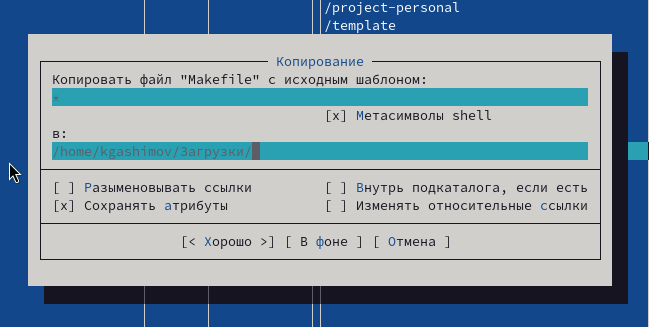 /project-personal
/template
Копирование
Копировать файл "Makefile" с исходным шаблоном:
*
[x] Метасимволы shell
в:
/home/kgashimov/Загрузки/
[ ] Разыменовывать ссылки [ ] Внутрь подкаталога, если есть
[x] Сохранять атрибуты [ ] Изменять относительные ссылки
[< Хорошо >] [ В фоне ] [ Отмена ]